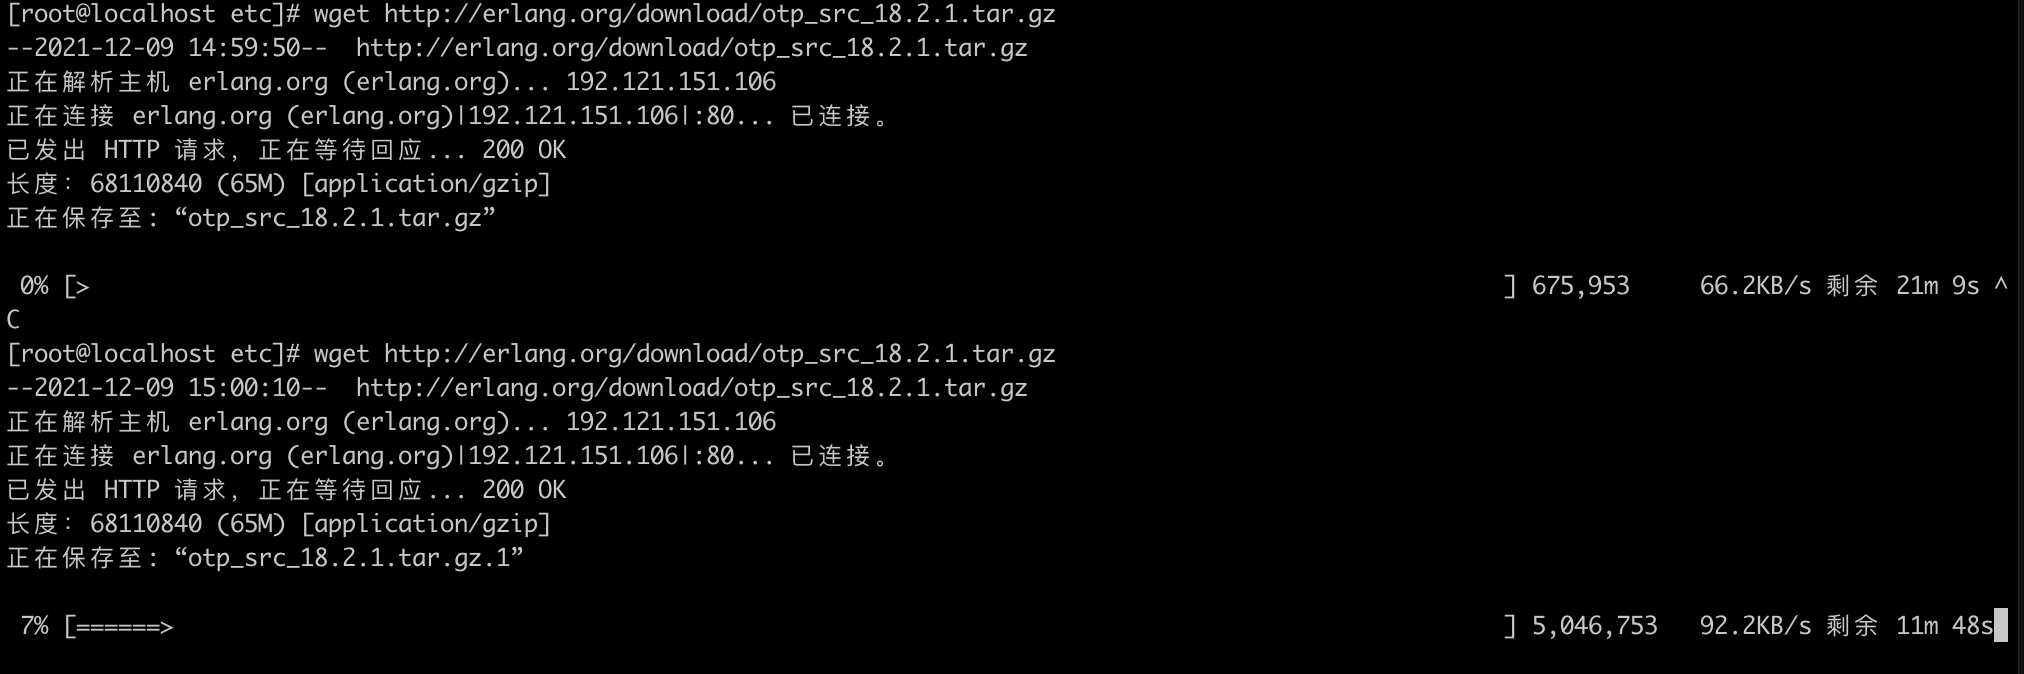 [root@localhost etc]# wget http://erlang.org/download/otp_src_18.2.1.tar.gz
--2021-12-09 14:59:50--  http://erlang.org/download/otp_src_18.2.1.tar.gz
正在解析主机 erlang.org (erlang.org)... 192.121.151.106
正在连接 erlang.org (erlang.org)|192.121.151.106|:80... 已连接。
已发出 HTTP 请求，正在等待回应... 200 OK
长度：68110840 (65M) [application/gzip]
正在保存至: “otp_src_18.2.1.tar.gz”
 0% [>                                                                                                     ] 675,953     66.2KB/s 剩余 21m 9s ^
C
[root@localhost etc]# wget http://erlang.org/download/otp_src_18.2.1.tar.gz
--2021-12-09 15:00:10--  http://erlang.org/download/otp_src_18.2.1.tar.gz
正在解析主机 erlang.org (erlang.org)... 192.121.151.106
正在连接 erlang.org (erlang.org)|192.121.151.106|:80... 已连接。
已发出 HTTP 请求，正在等待回应... 200 OK
长度：68110840 (65M) [application/gzip]
正在保存至: “otp_src_18.2.1.tar.gz.1”
 7% [======>                                                                                               ] 5,046,753   92.2KB/s 剩余 11m 48s